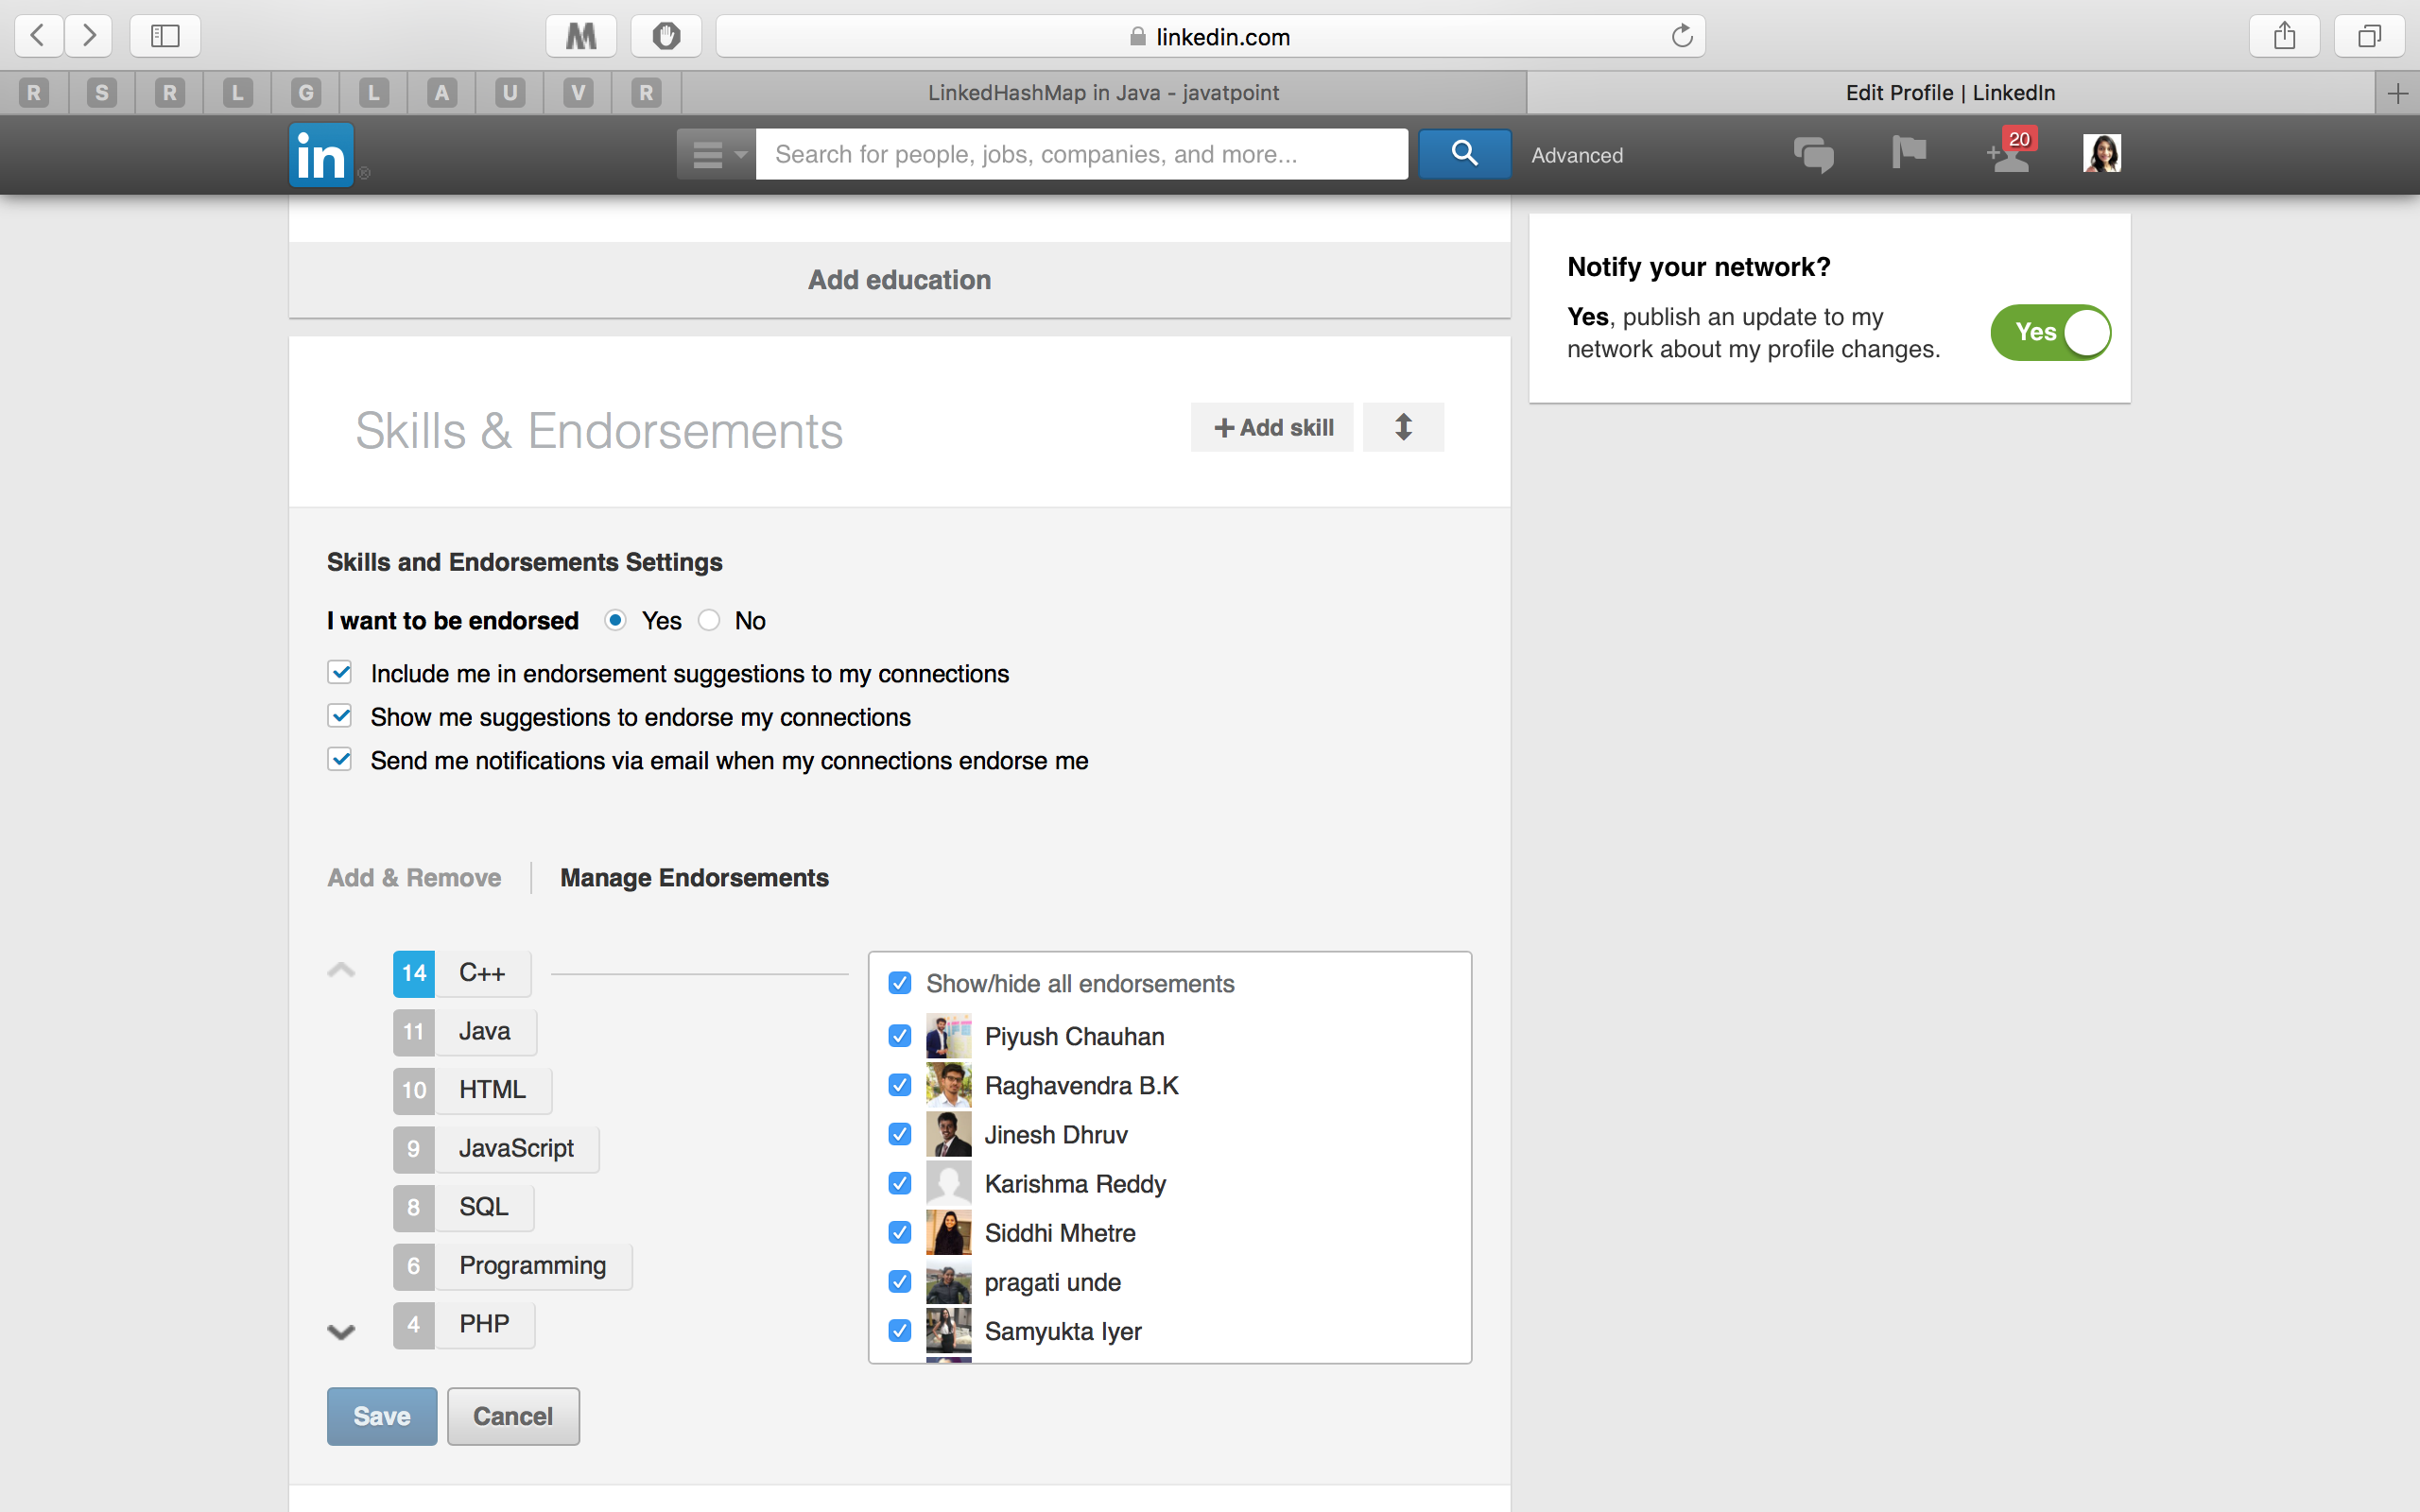 linkedin.com
R S R L G L A U V R LinkedHashMap in Java - javatpoint Edit Profile | LinkedIn
in ® Search for people, jobs, companies, and more... Advanced 20
Add education
Notify your network?
Yes, publish an update to my
network about my profile changes.
Yes
Skills & Endorsements
Add skill
Skills and Endorsements Settings
I want to be endorsed Yes No
Include me in endorsement suggestions to my connections
Show me suggestions to endorse my connections
Send me notifications via email when my connections endorse me
Add & Remove Manage Endorsements
14 C++
11 Java
10 HTML
9 JavaScript
8 SQL
6 Programming
4 PHP
Show/hide all endorsements
Piyush Chauhan
Raghavendra B.K
Jinesh Dhruv
Karishma Reddy
Siddhi Mhetre
pragati unde
Samyukta Iyer
Save Cancel